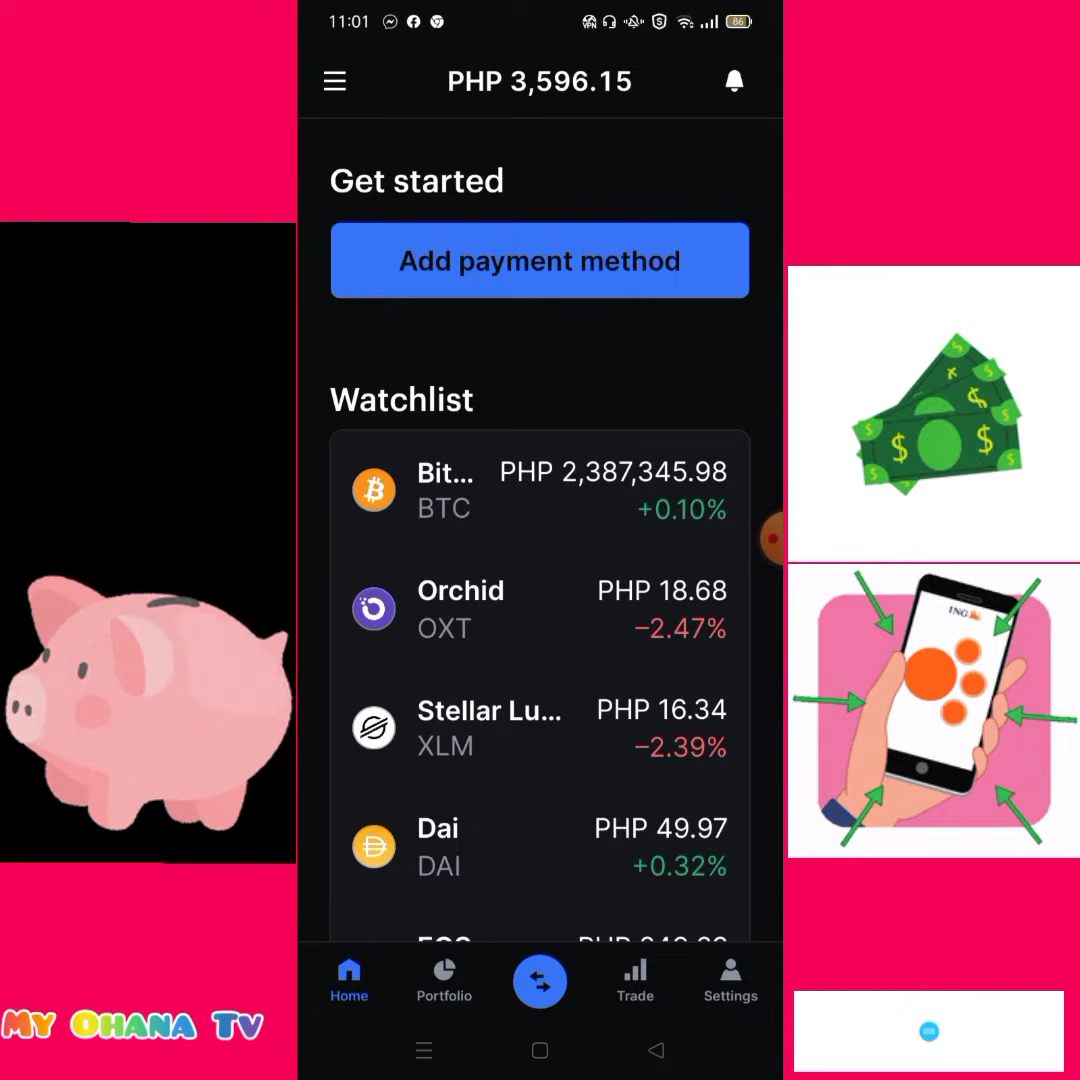 11:01
VPN
86
PHP 3,596.15
Get started
Add payment method
Watchlist
Bit... PHP 2,387,345.98
BTC +0.10%
Orchid PHP 18.68
OXT −2.47%
Stellar Lu... PHP 16.34
XLM −2.39%
Dai PHP 49.97
DAI +0.32%
ING
Home Portfolio Trade Settings
My Ohana Tv